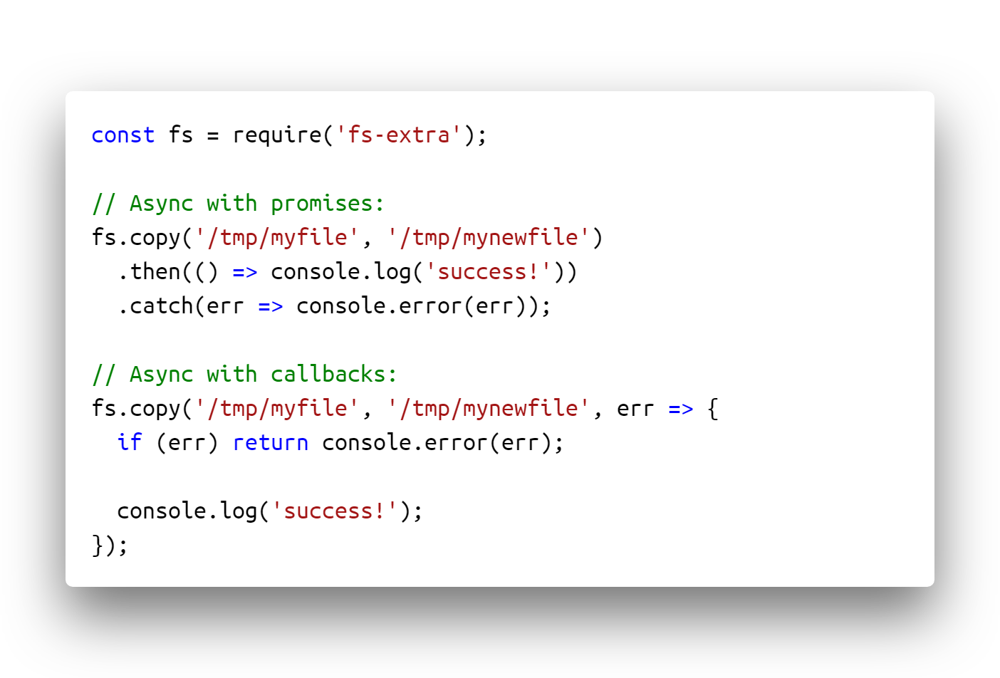 const fs = require('fs-extra');

// Async with promises:
fs.copy('/tmp/myfile', '/tmp/mynewfile')
  .then(() => console.log('success!'))
  .catch(err => console.error(err));

// Async with callbacks:
fs.copy('/tmp/myfile', '/tmp/mynewfile', err => {
  if (err) return console.error(err);

  console.log('success!');
});